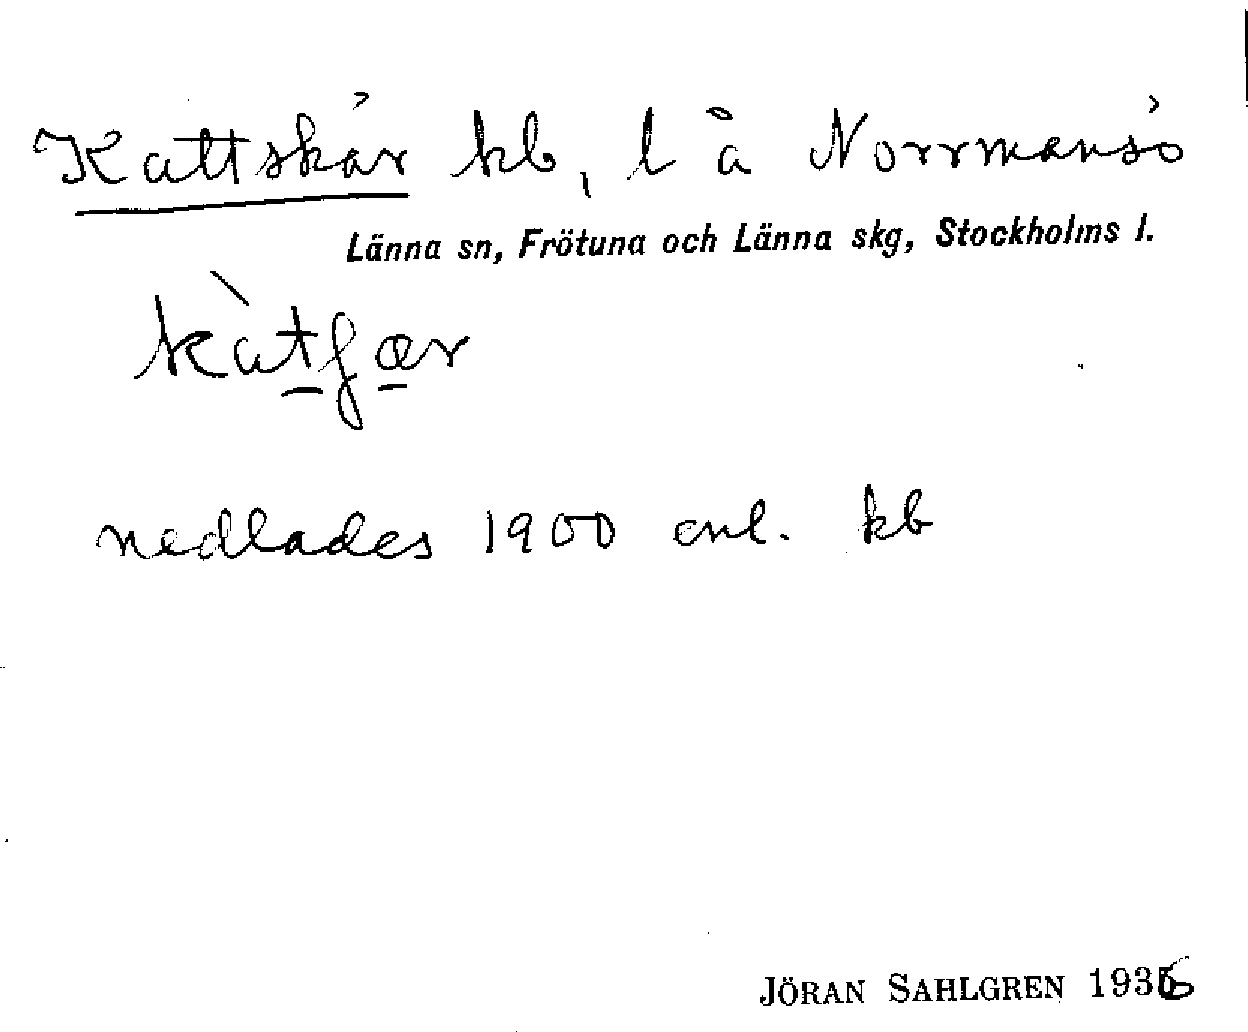 Kattskär kb, l å Norrmansö
Länna sn, Frötuna och Länna skg, Stockholms l.
kàtʃær
nedlades 1900 enl. kb
JÖRAN SAHLGREN 1936